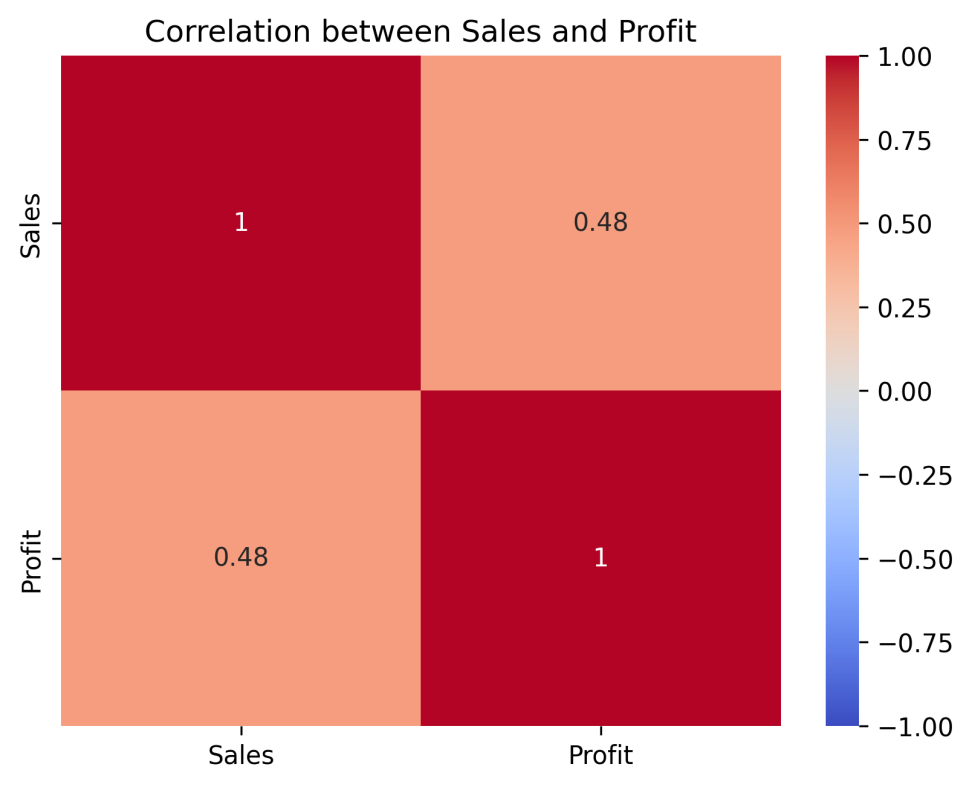 Correlation between Sales and Profit
Sales
1
0.48
Profit
0.48
1
Sales
Profit
1.00
0.75
0.50
0.25
0.00
−0.25
−0.50
−0.75
−1.00